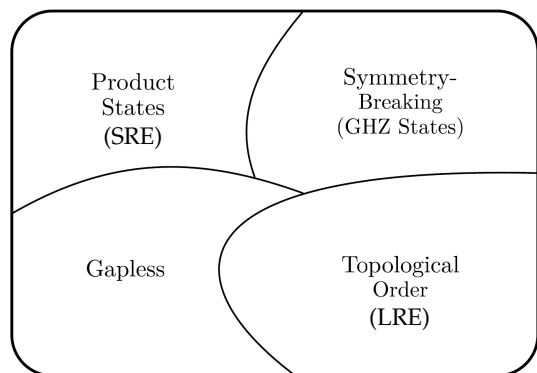 Product
States
(SRE)
Symmetry-
Breaking
(GHZ States)
Gapless
Topological
Order
(LRE)